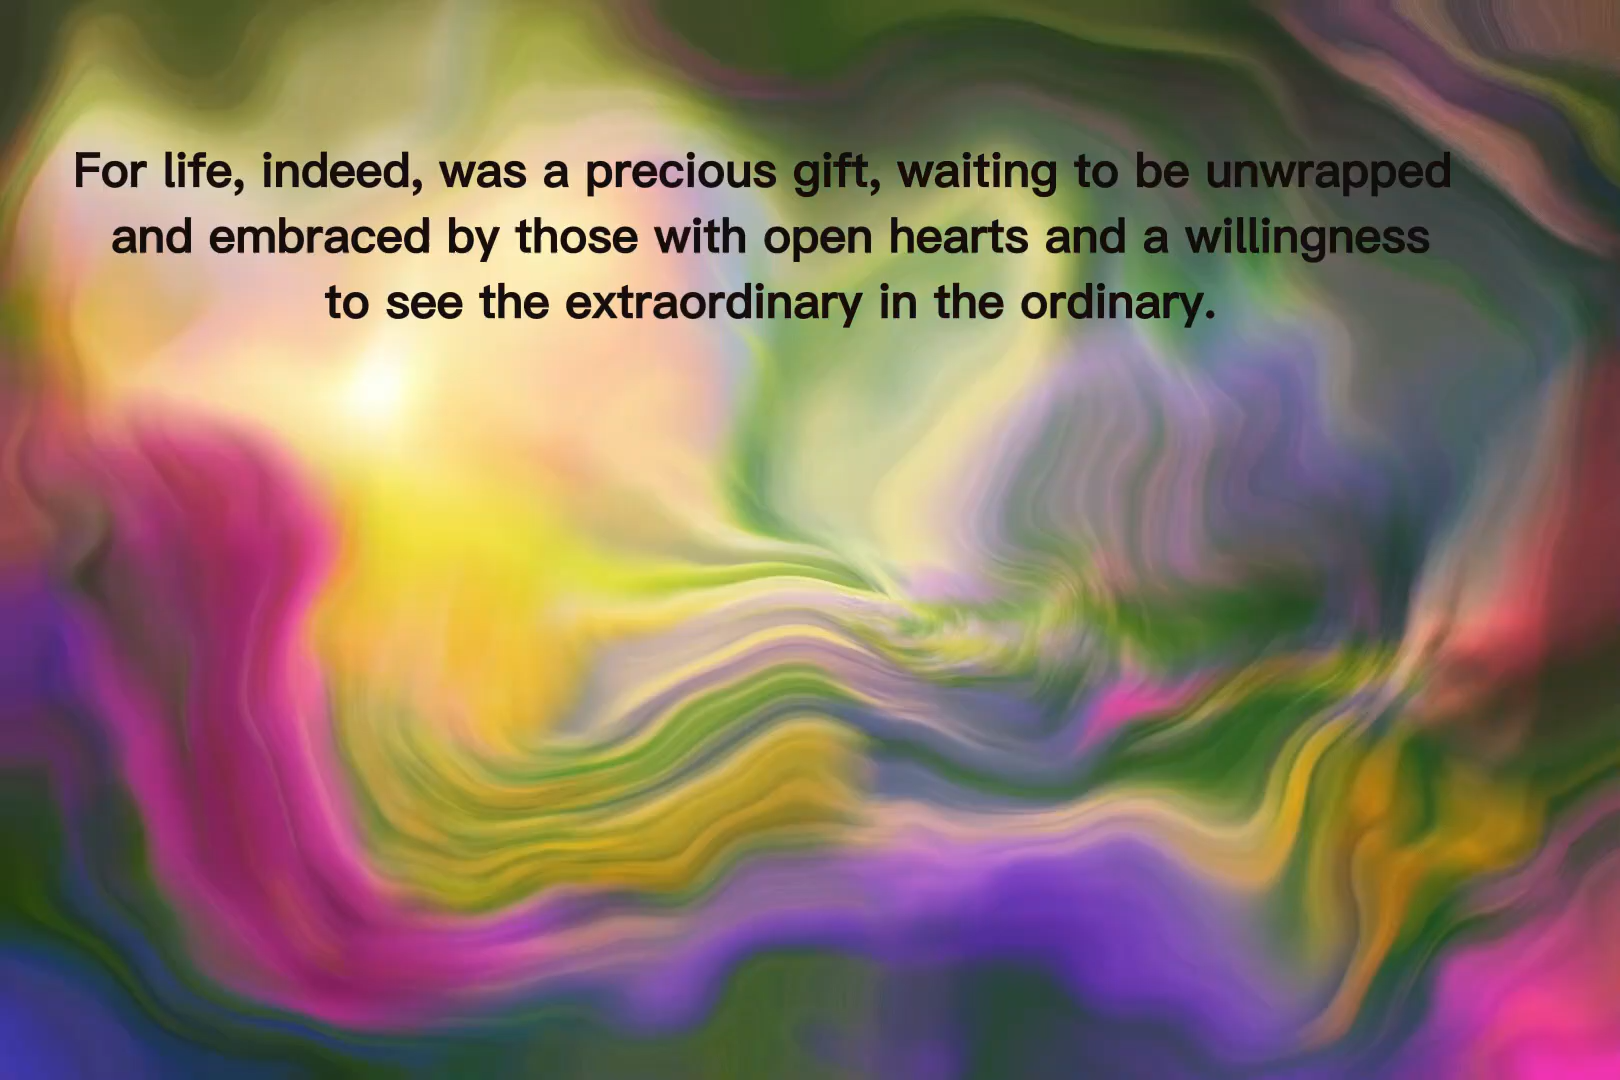 For life, indeed, was a precious gift, waiting to be unwrapped
and embraced by those with open hearts and a willingness
to see the extraordinary in the ordinary.